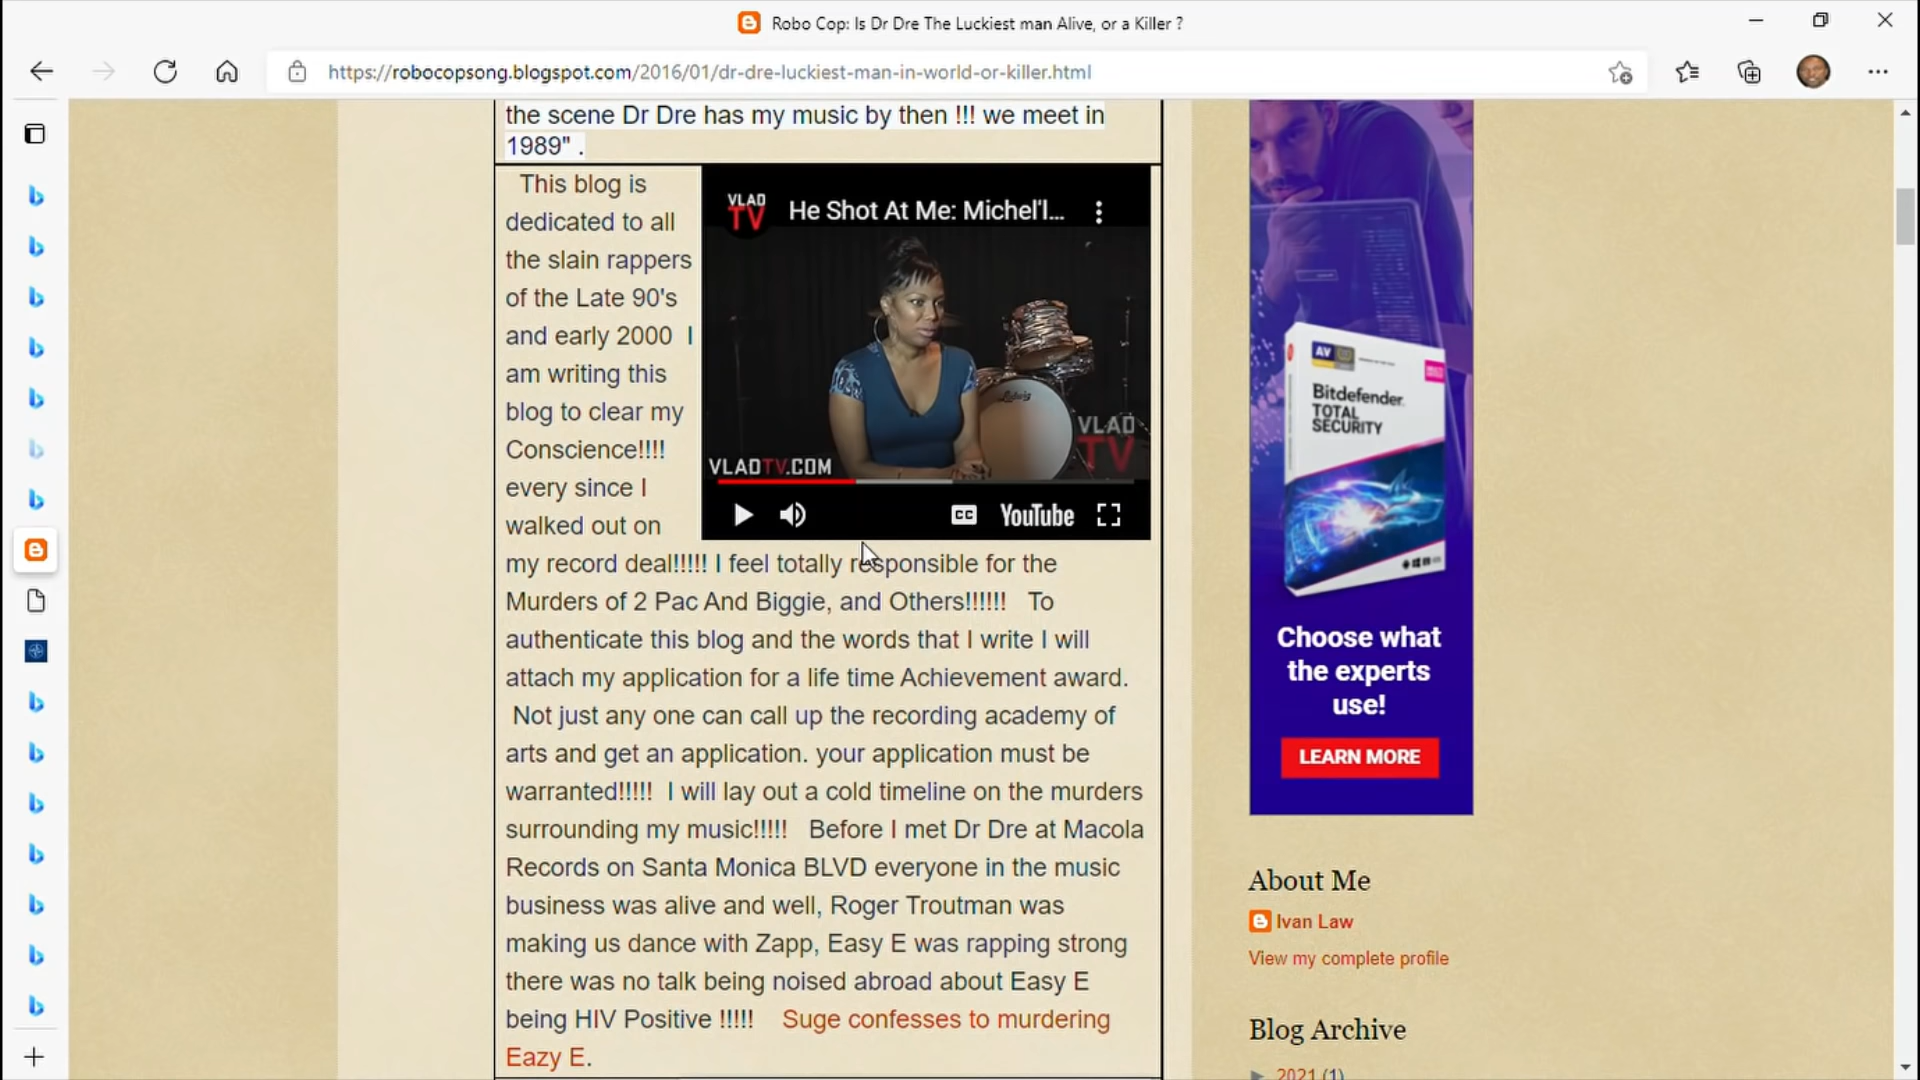 Robo Cop: Is Dr Dre The Luckiest man Alive, or a Killer ?
https://robocopsong.blogspot.com/2016/01/dr-dre-luckiest-man-in-world-or-killer.html
the scene Dr Dre has my music by then !!! we meet in
1989" .
This blog is
dedicated to all
the slain rappers
of the Late 90's
and early 2000  I
am writing this
blog to clear my
Conscience!!!!
every since I
walked out on
my record deal!!!!! I feel totally responsible for the
Murders of 2 Pac And Biggie, and Others!!!!!!   To
authenticate this blog and the words that I write I will
attach my application for a life time Achievement award.
Not just any one can call up the recording academy of
arts and get an application. your application must be
warranted!!!!!  I will lay out a cold timeline on the murders
surrounding my music!!!!!   Before I met Dr Dre at Macola
Records on Santa Monica BLVD everyone in the music
business was alive and well, Roger Troutman was
making us dance with Zapp, Easy E was rapping strong
there was no talk being noised abroad about Easy E
being HIV Positive !!!!!    Suge confesses to murdering
Eazy E.
VLAD
TV
He Shot At Me: Michel'l...
Ludwig
VLAD
TV
VLADTV.COM
CC
YouTube
AV
Bitdefender
TOTAL
SECURITY
Choose what
the experts
use!
LEARN MORE
About Me
Ivan Law
View my complete profile
Blog Archive
► 2021 (1)